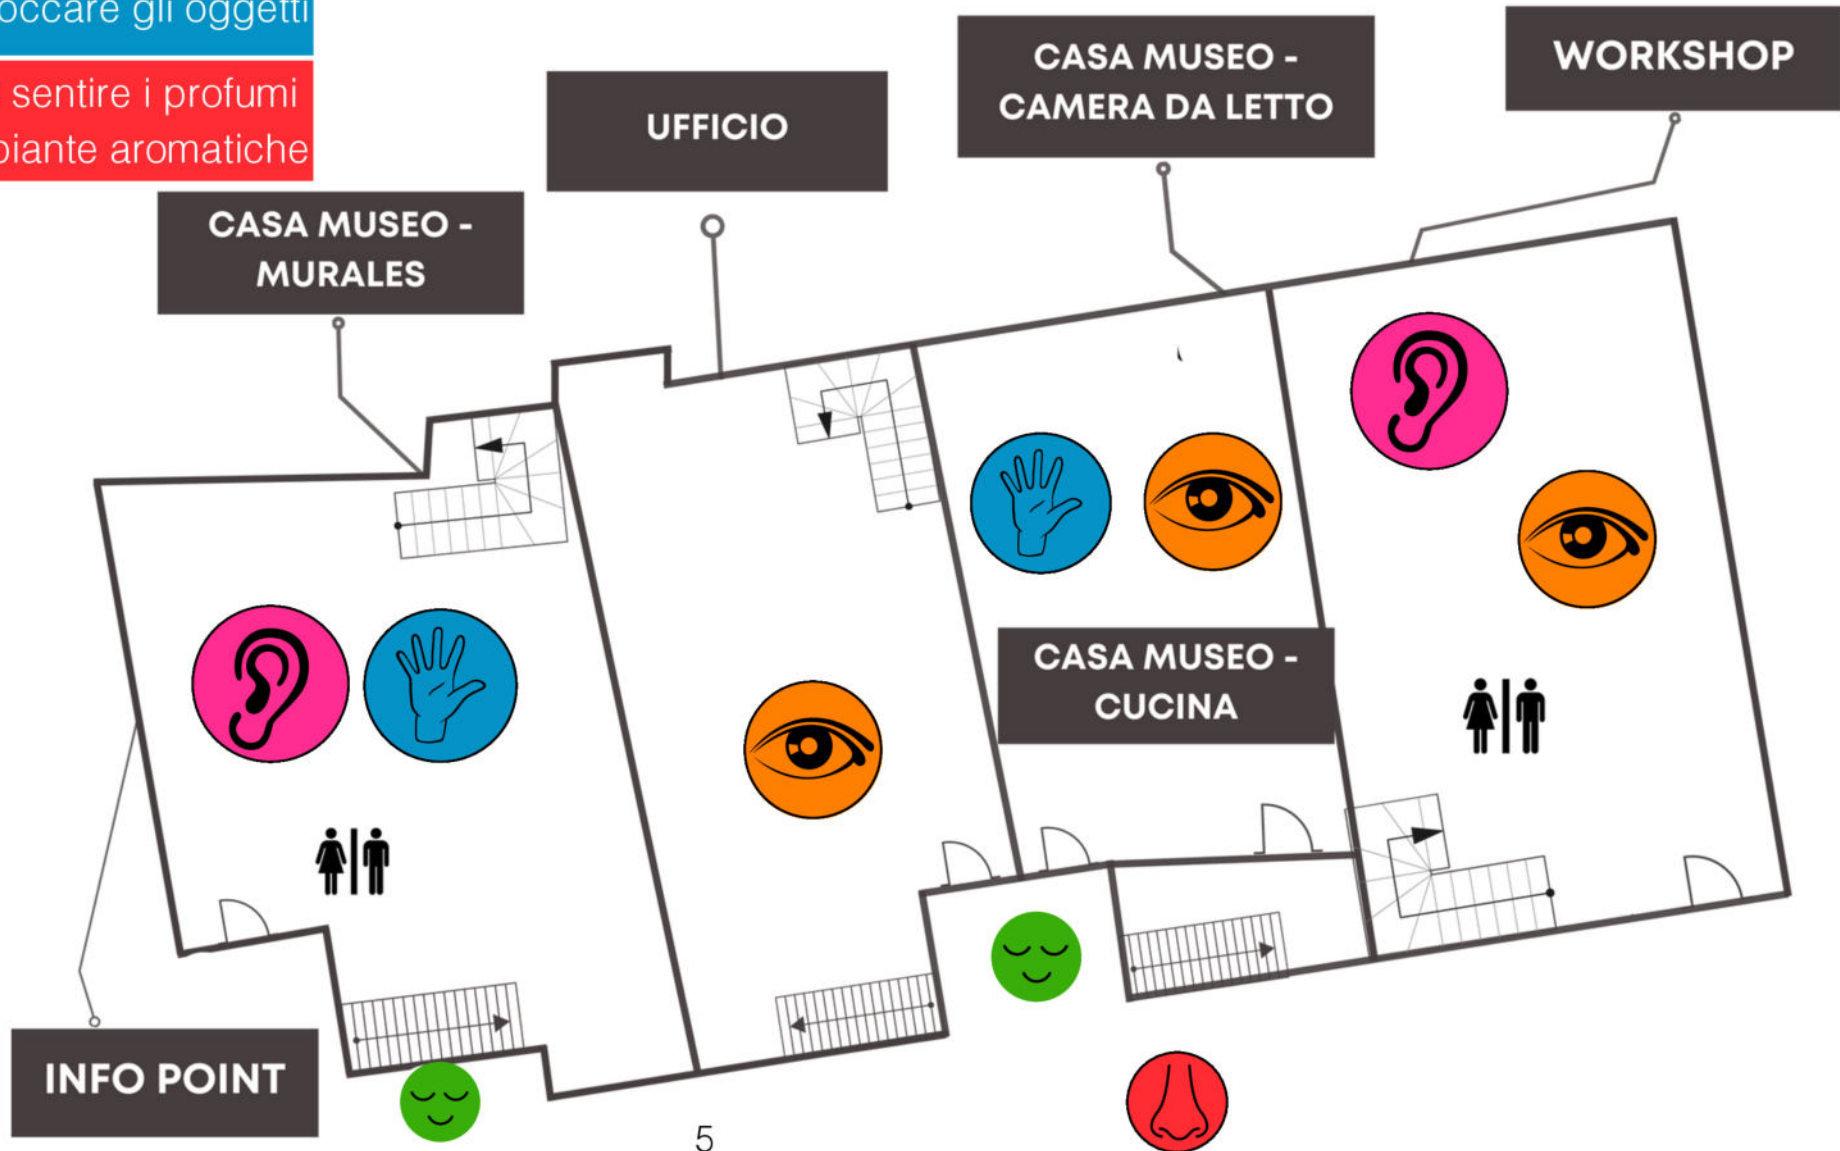 occare gli oggetti
sentire i profumi
piante aromatiche
CASA MUSEO -
MURALES
UFFICIO
CASA MUSEO -
CAMERA DA LETTO
WORKSHOP
CASA MUSEO -
CUCINA
INFO POINT
5